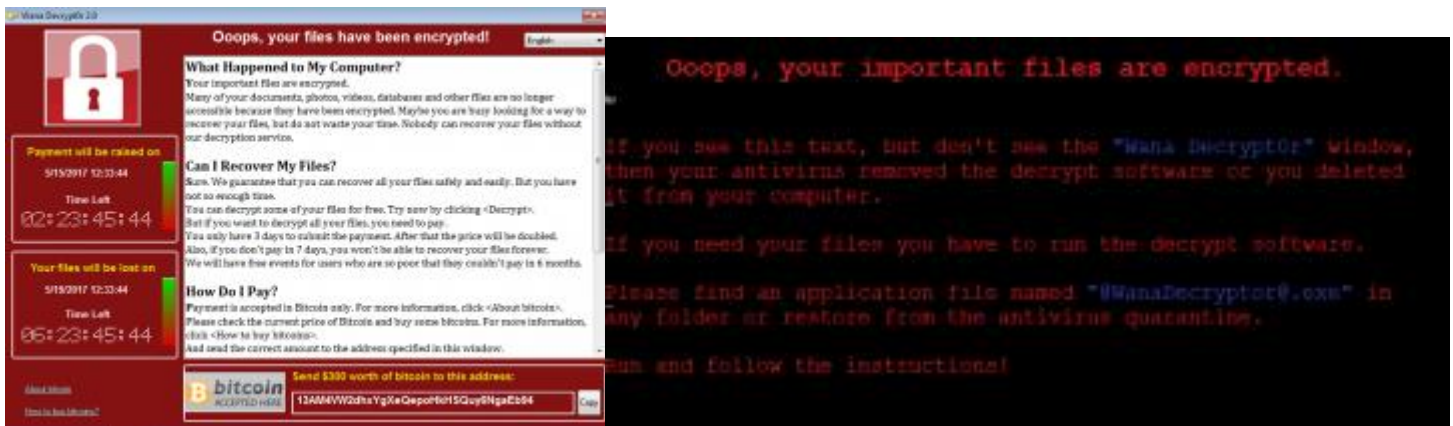 Wana Decrypt0r 2.0
Ooops, your files have been encrypted!
English
What Happened to My Computer?
Your important files are encrypted.
Many of your documents, photos, videos, databases and other files are no longer
accessible because they have been encrypted. Maybe you are busy looking for a way to
recover your files, but do not waste your time. Nobody can recover your files without
our decryption service.
Can I Recover My Files?
Sure. We guarantee that you can recover all your files safely and easily. But you have
not so enough time.
You can decrypt some of your files for free. Try now by clicking <Decrypt>.
But if you want to decrypt all your files, you need to pay.
You only have 3 days to submit the payment. After that the price will be doubled.
Also, if you don't pay in 7 days, you won't be able to recover your files forever.
We will have free events for users who are so poor that they couldn't pay in 6 months.
How Do I Pay?
Payment is accepted in Bitcoin only. For more information, click <About bitcoin>.
Please check the current price of Bitcoin and buy some bitcoins. For more information,
click <How to buy bitcoins>.
And send the correct amount to the address specified in this window.
Payment will be raised on
5/15/2017 12:33:44
Time Left
02:23:45:44
Your files will be lost on
5/19/2017 12:33:44
Time Left
06:23:45:44
About bitcoin
How to buy bitcoins?
bitcoin
ACCEPTED HERE
Send $300 worth of bitcoin to this address:
Copy
Ooops, your important files are encrypted.
If you see this text, but don't see the "Wana Decrypt0r" window,
then your antivirus removed the decrypt software or you deleted
it from your computer.
If you need your files you have to run the decrypt software.
Please find an application file named "@WanaDecryptor@.exe" in
any folder or restore from the antivirus quarantine.
Run and follow the instructions!